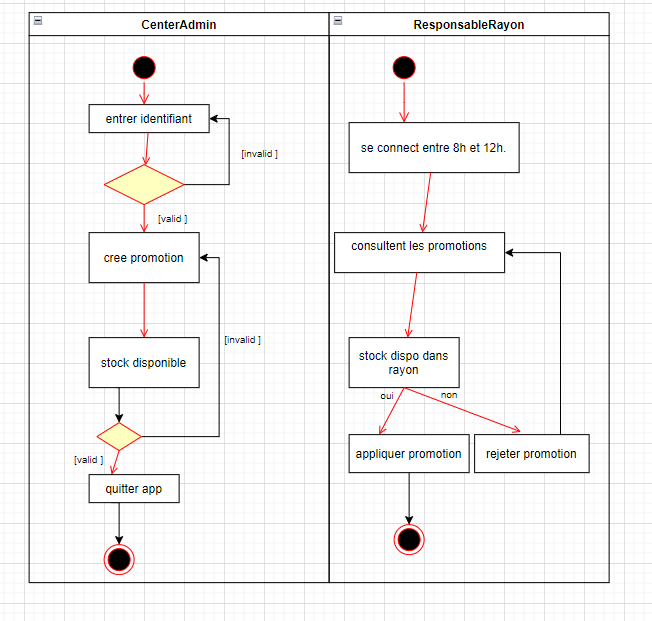 CenterAdmin
entrer identifiant
[invalid ]
[valid ]
cree promotion
[invalid ]
stock disponible
[valid ]
quitter app
ResponsableRayon
se connect entre 8h et 12h.
consultent les promotions
stock dispo dans
rayon
oui
non
appliquer promotion
rejeter promotion